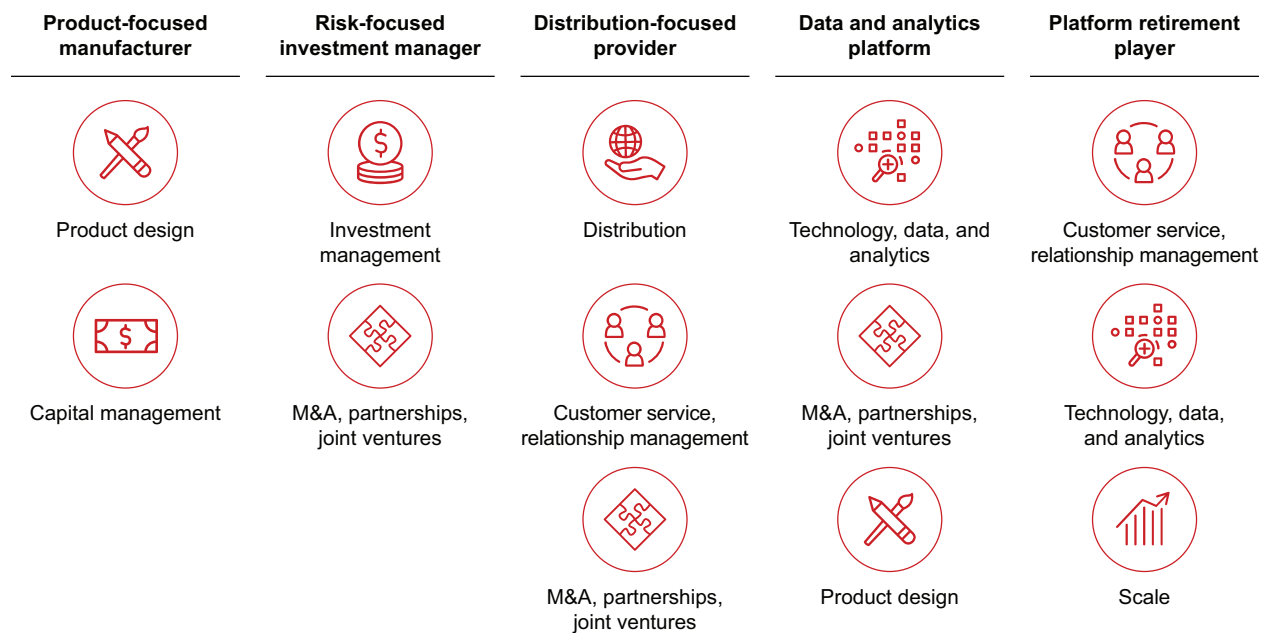 Product-focused
manufacturer
Risk-focused
investment manager
Distribution-focused
provider
Data and analytics
platform
Platform retirement
player
$
Product design
Investment
management
Distribution
Technology, data, and
analytics
Customer service,
relationship management
$
Capital management
M&A, partnerships,
joint ventures
Customer service,
relationship management
M&A, partnerships,
joint ventures
Technology, data,
and analytics
M&A, partnerships,
joint ventures
Product design
Scale